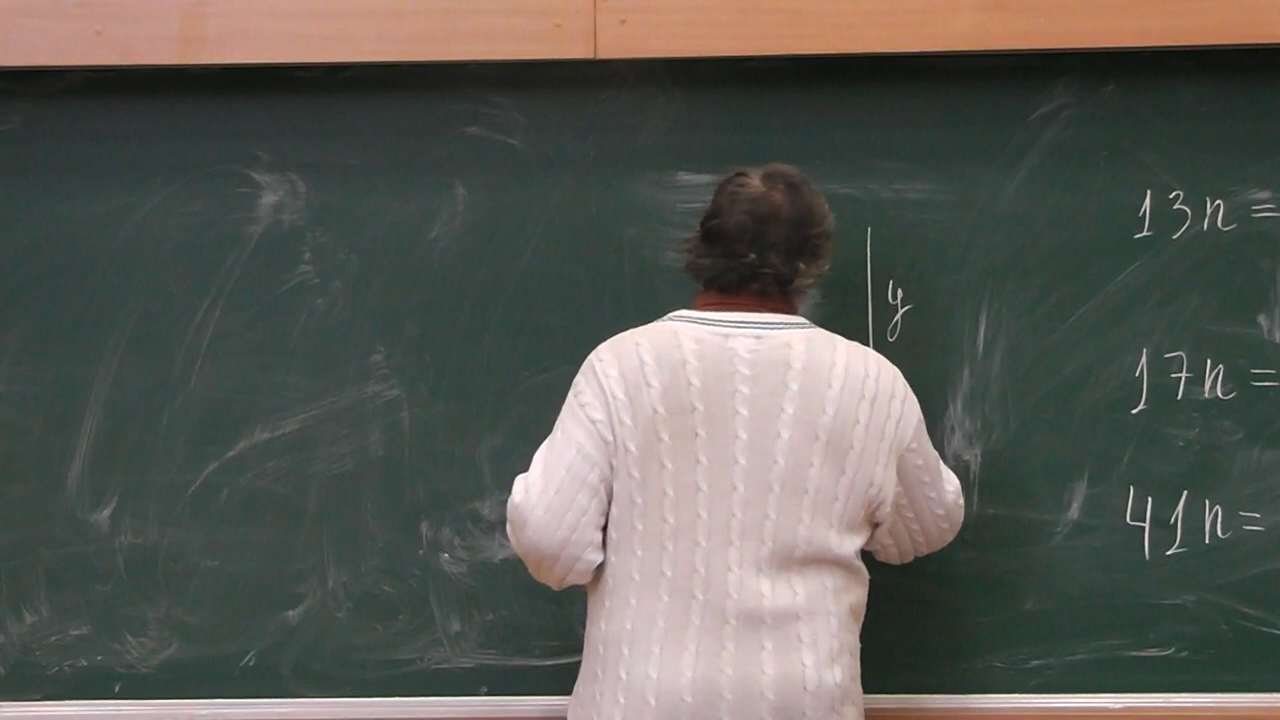 y
13n =
17n =
41n =